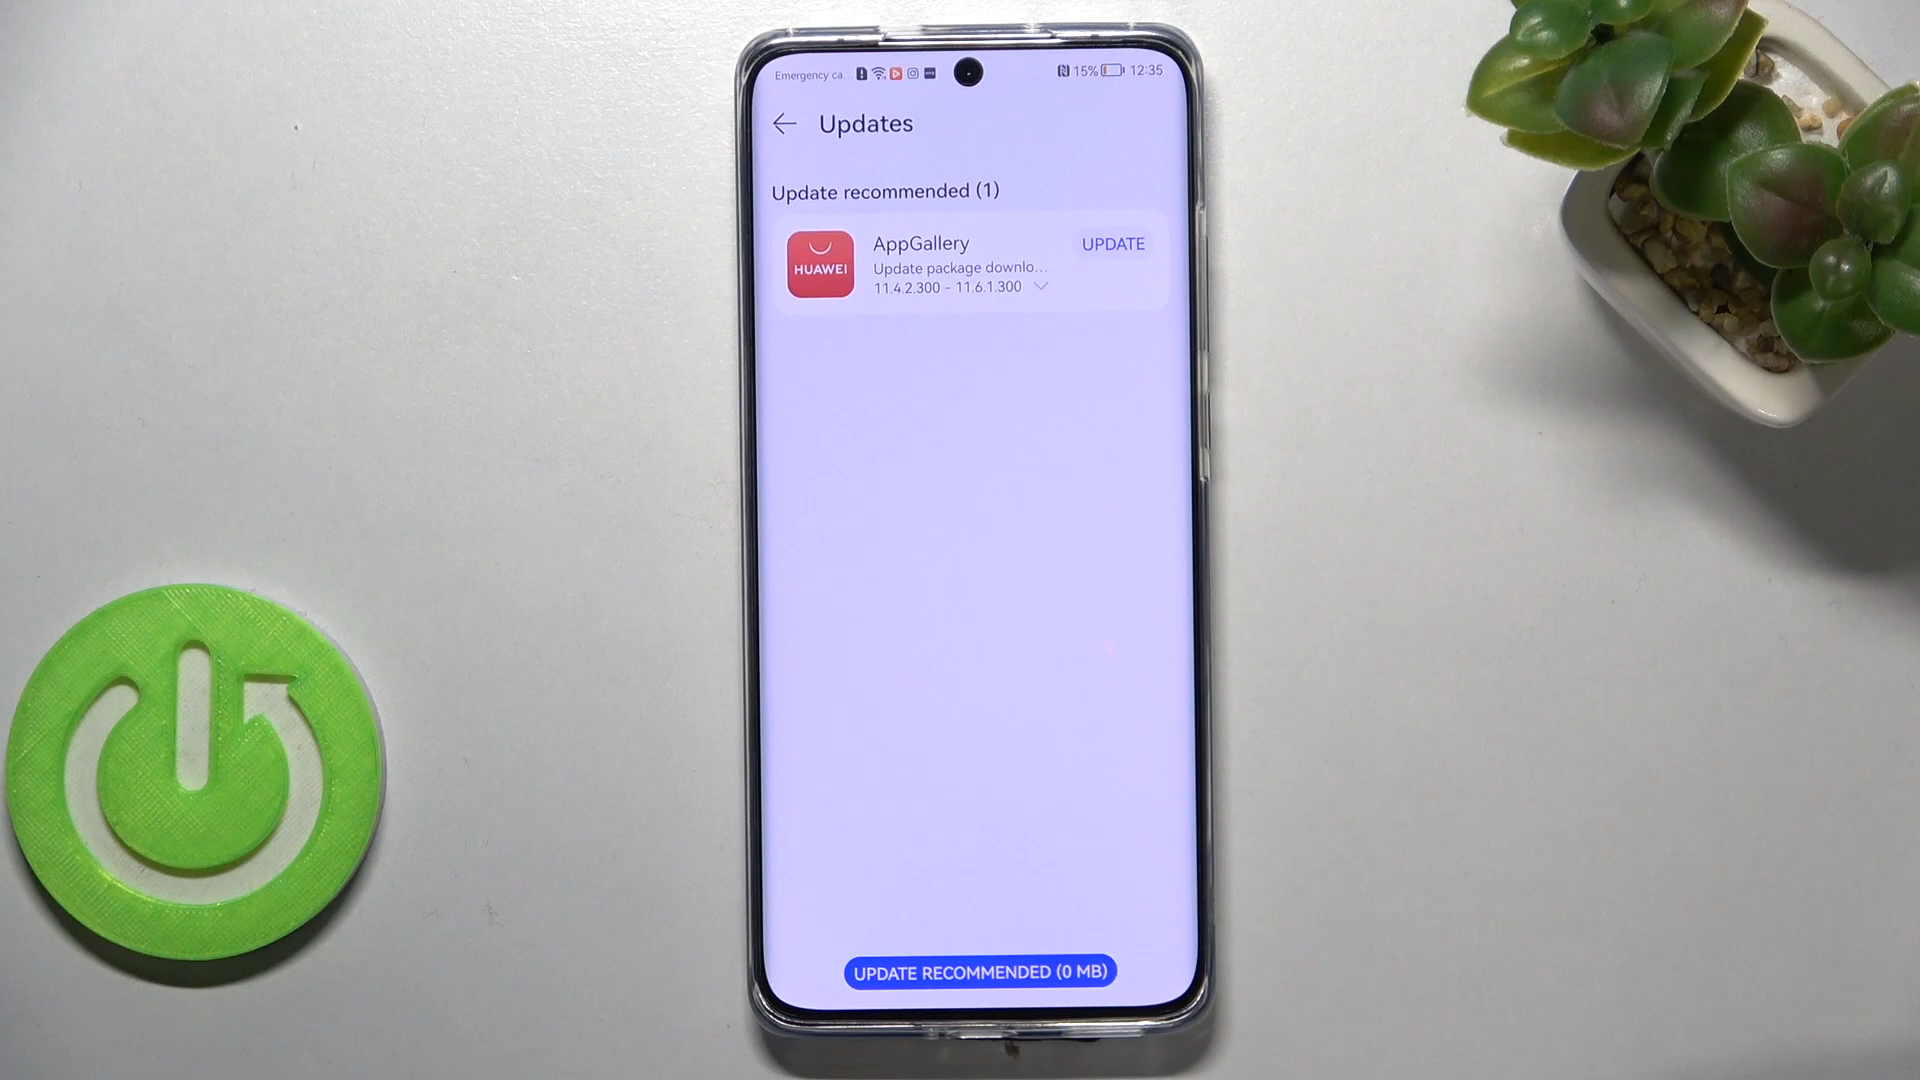 Emergency ca... 15% 12:35
Updates
Update recommended (1)
HUAWEI
AppGallery
UPDATE
Update package downlo...
11.4.2.300 - 11.6.1.300
UPDATE RECOMMENDED (0 MB)